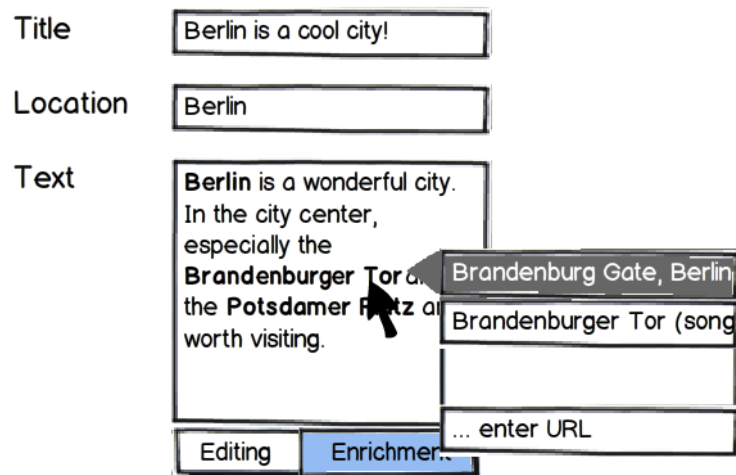 Title
Berlin is a cool city!
Location
Berlin
Text
Berlin is a wonderful city.
In the city center,
especially the
Brandenburger Tor
the Potsdamer
worth visiting.
Brandenburg Gate, Berlin
Brandenburger Tor (song
... enter URL
Editing
Enrichment